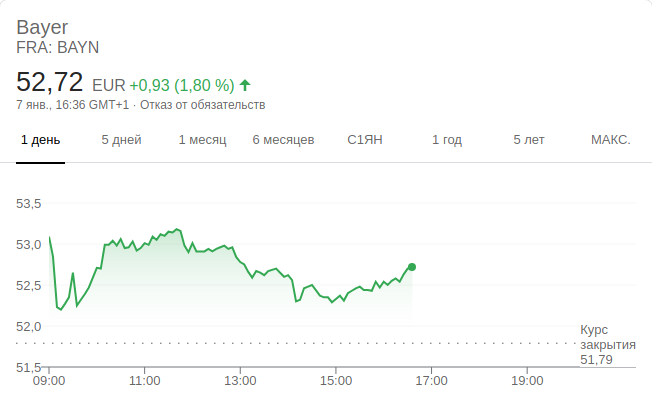 Bayer
FRA: BAYN
52,72 EUR +0,93 (1,80 %)
7 янв., 16:36 GMT+1 · Отказ от обязательств
1 день 5 дней 1 месяц 6 месяцев С1ЯН 1 год 5 лет МАКС.
53,5
53,0
52,5
52,0
51,5
Курс
закрытия
51,79
09:00 11:00 13:00 15:00 17:00 19:00